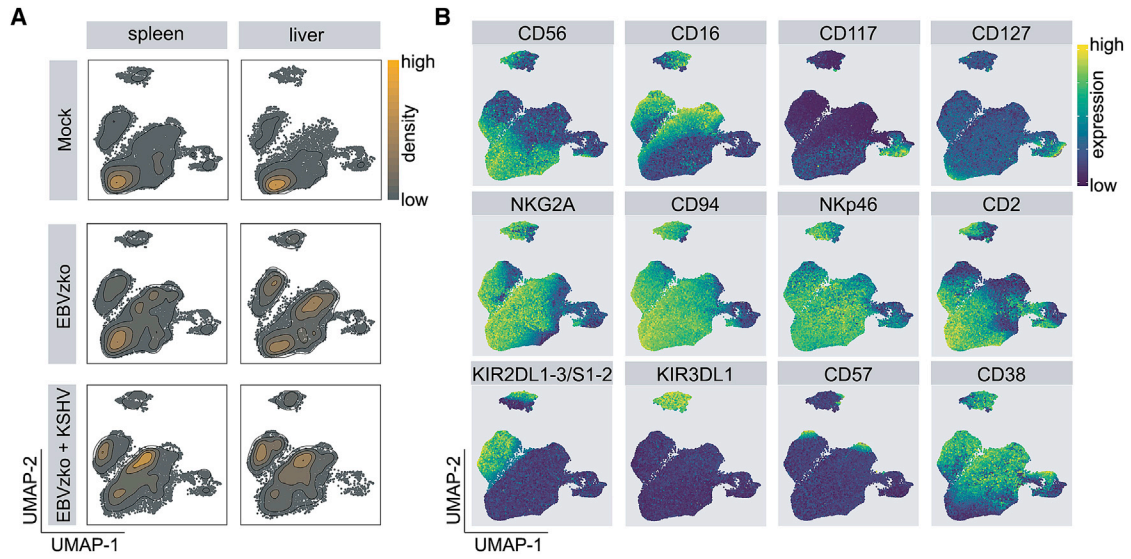 A
spleen
liver
Mock
EBVzko
EBVzko + KSHV
high
density
low
UMAP-2
UMAP-1
B
CD56
CD16
CD117
CD127
high
expression
low
NKG2A
CD94
NKp46
CD2
KIR2DL1-3/S1-2
KIR3DL1
CD57
CD38
UMAP-2
UMAP-1